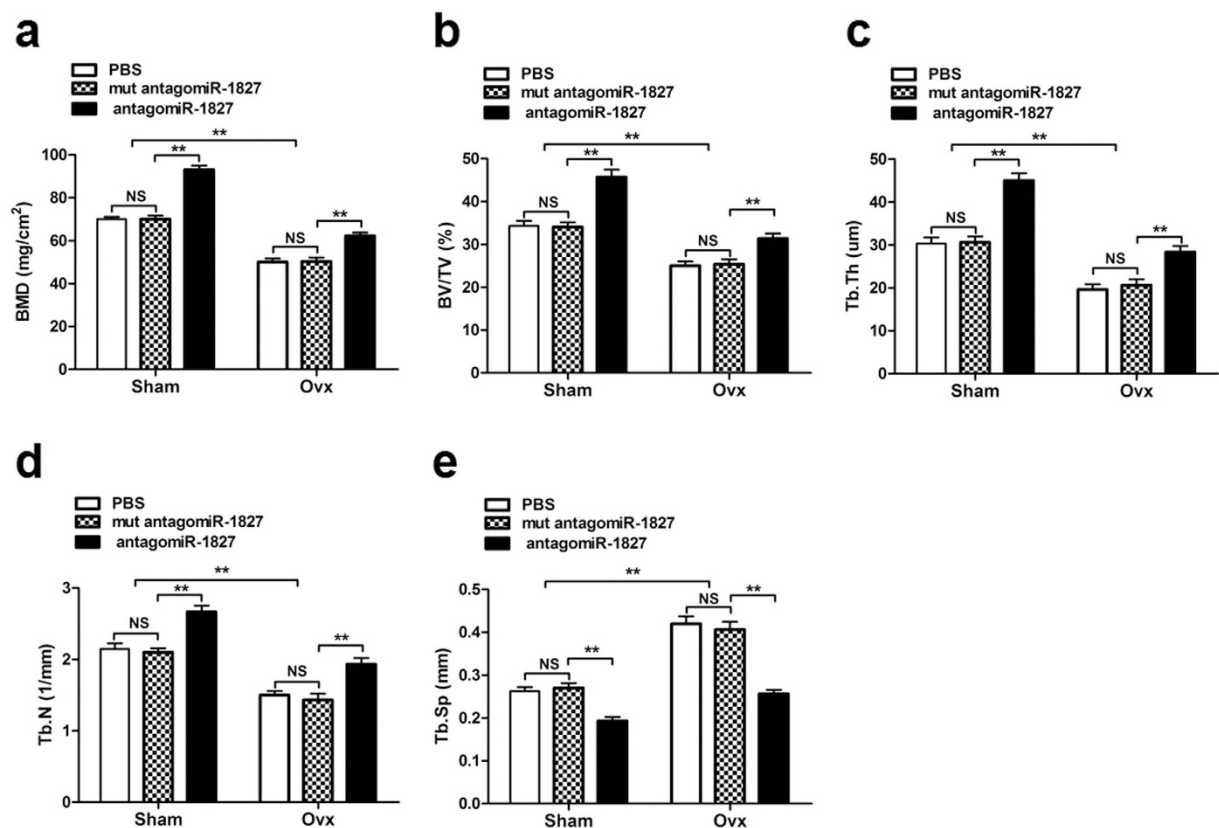 a
PBS
mut antagomiR-1827
antagomiR-1827
**
**
NS
**
NS
100
80
60
40
20
0
BMD (mg/cm²)
Sham Ovx
b
PBS
mut antagomiR-1827
antagomiR-1827
**
**
NS
**
NS
50
40
30
20
10
0
BV/TV (%)
Sham Ovx
c
PBS
mut antagomiR-1827
antagomiR-1827
**
**
NS
**
NS
50
40
30
20
10
0
Tb.Th (um)
Sham Ovx
d
PBS
mut antagomiR-1827
antagomiR-1827
**
**
NS
**
NS
3
2
1
0
Tb.N (1/mm)
Sham Ovx
e
PBS
mut antagomiR-1827
antagomiR-1827
**
NS
**
NS
**
0.5
0.4
0.3
0.2
0.1
0.0
Tb.Sp (mm)
Sham Ovx